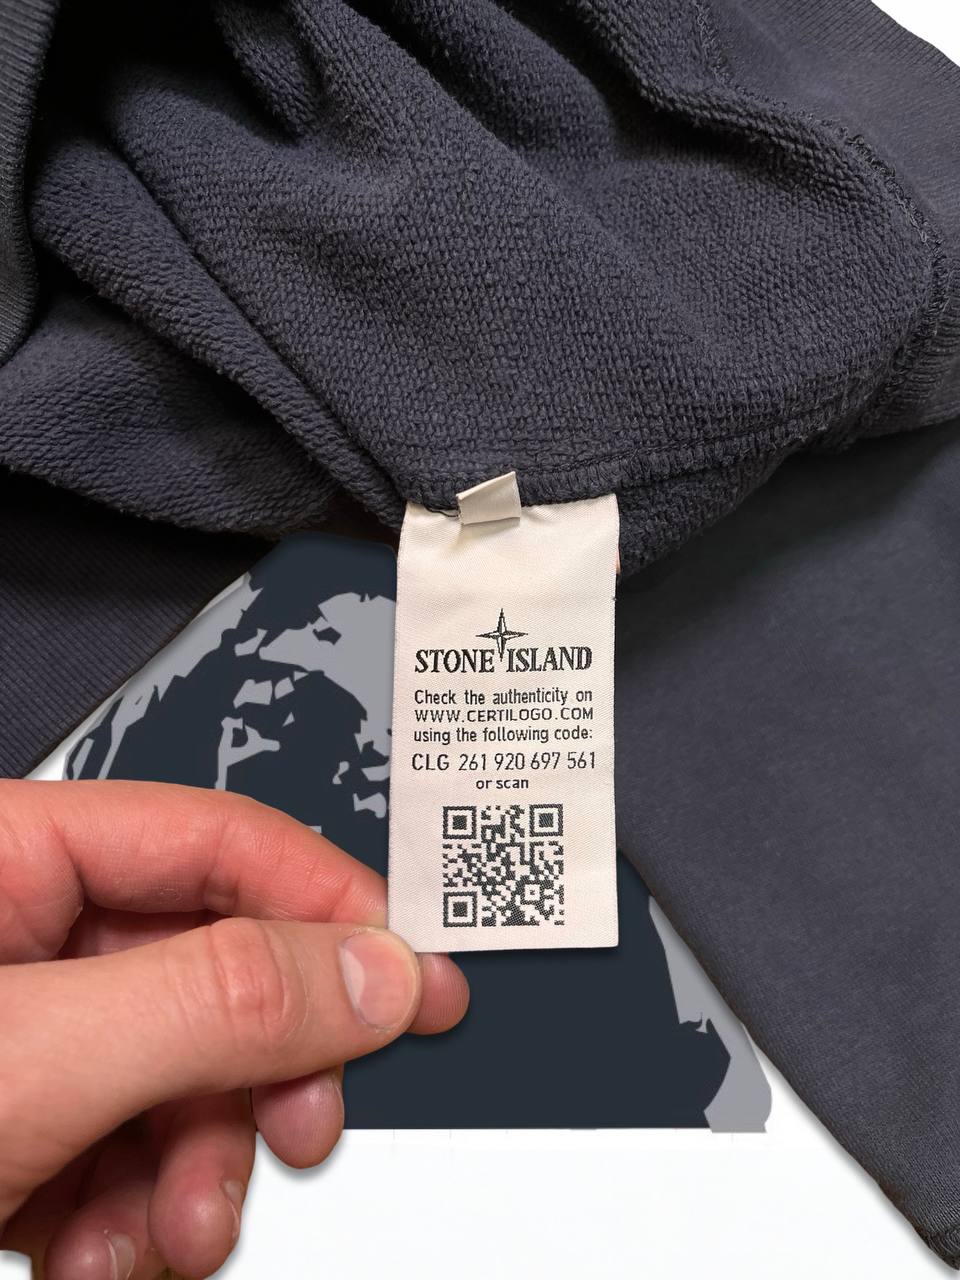 STONE ISLAND
Check the authenticity on
WWW.CERTILOGO.COM
using the following code:
CLG 261 920 697 561
or scan